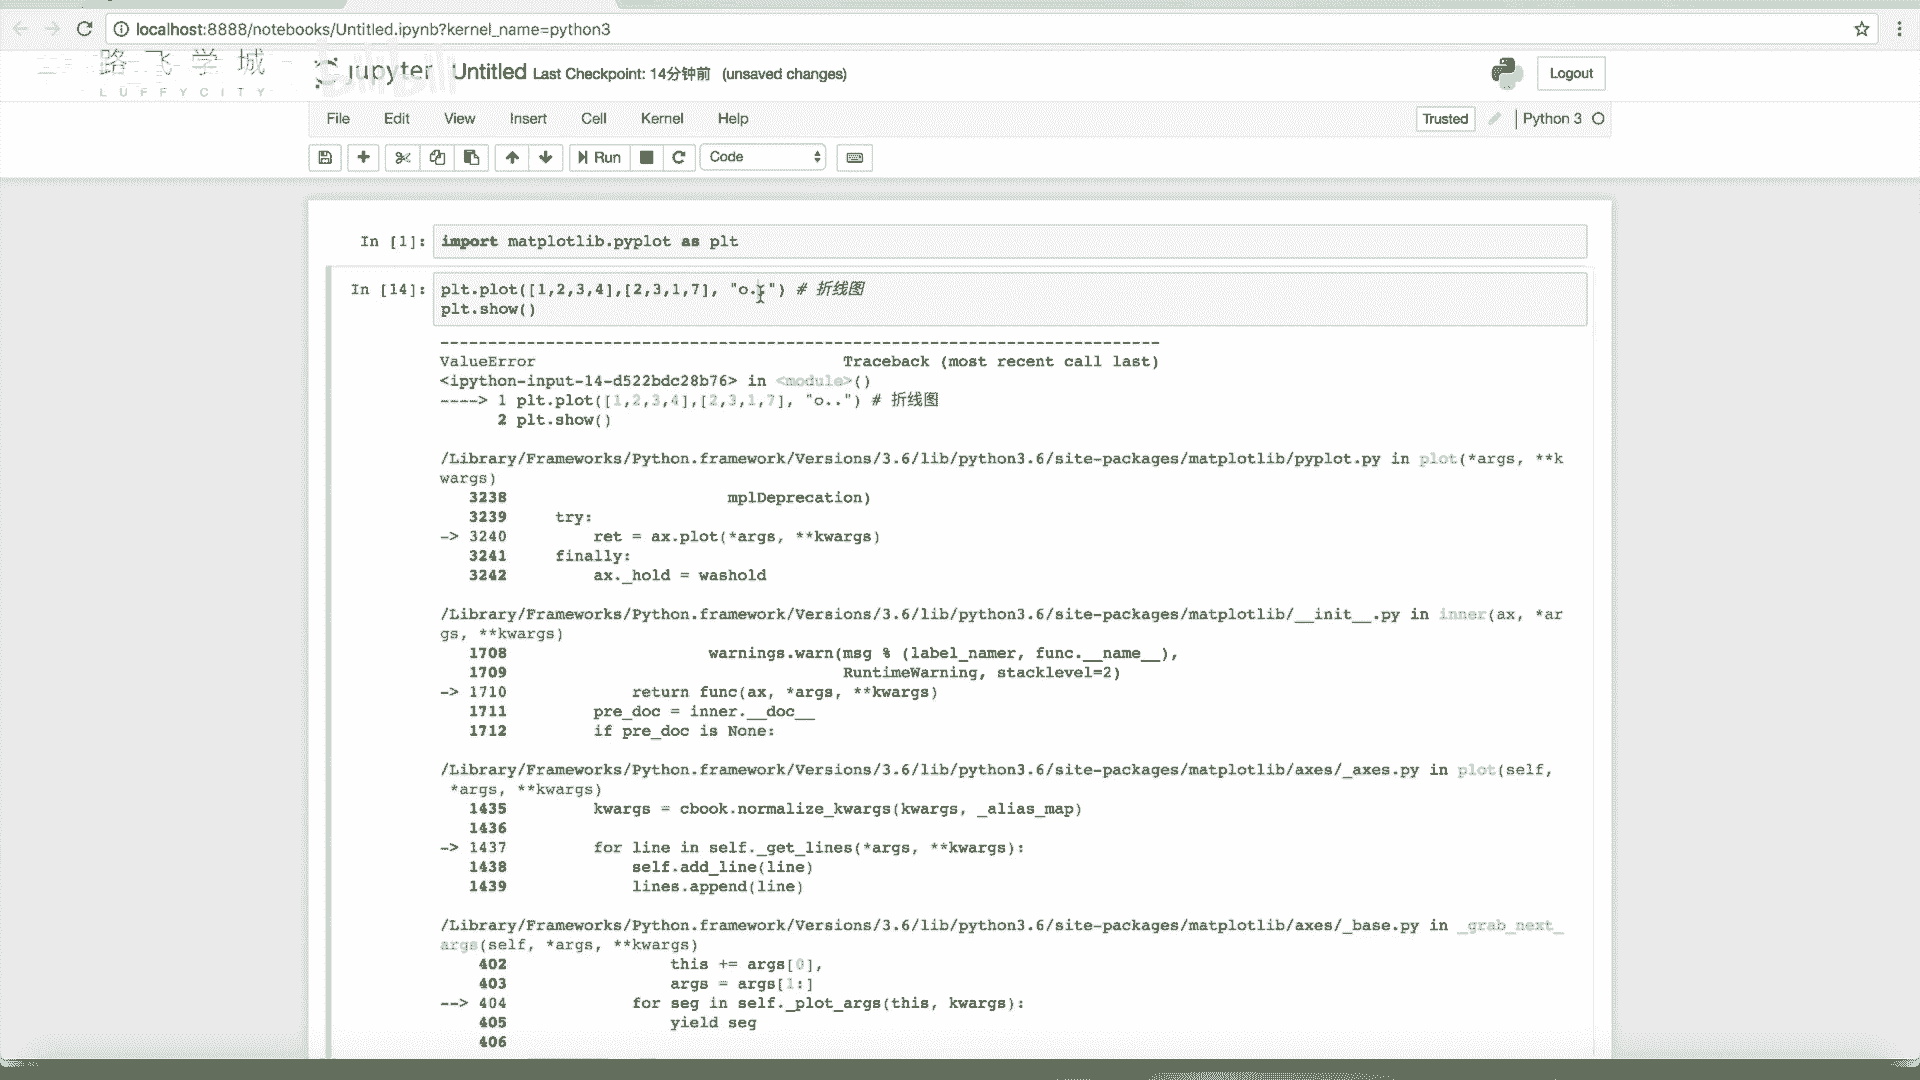 localhost:8888/notebooks/Untitled.ipynb?kernel_name=python3
路飞学城
LUFFYCITY
jupyter Untitled Last Checkpoint: 14分钟前 (unsaved changes)
Logout
File Edit View Insert Cell Kernel Help
Trusted Python 3
Run Code
In [1]: import matplotlib.pyplot as plt
In [14]: plt.plot([1,2,3,4],[2,3,1,7], "o..") # 折线图
plt.show()
---------------------------------------------------------------------------
ValueError                                Traceback (most recent call last)
<ipython-input-14-d522bdc28b76> in <module>()
----> 1 plt.plot([1,2,3,4],[2,3,1,7], "o..") # 折线图
      2 plt.show()
/Library/Frameworks/Python.framework/Versions/3.6/lib/python3.6/site-packages/matplotlib/pyplot.py in plot(*args, **k
wargs)
   3238                       mplDeprecation)
   3239     try:
-> 3240         ret = ax.plot(*args, **kwargs)
   3241     finally:
   3242         ax._hold = washold
/Library/Frameworks/Python.framework/Versions/3.6/lib/python3.6/site-packages/matplotlib/__init__.py in inner(ax, *ar
gs, **kwargs)
   1708                     warnings.warn(msg % (label_namer, func.__name__),
   1709                                   RuntimeWarning, stacklevel=2)
-> 1710             return func(ax, *args, **kwargs)
   1711         pre_doc = inner.__doc__
   1712         if pre_doc is None:
/Library/Frameworks/Python.framework/Versions/3.6/lib/python3.6/site-packages/matplotlib/axes/_axes.py in plot(self,
 *args, **kwargs)
   1435         kwargs = cbook.normalize_kwargs(kwargs, _alias_map)
   1436
-> 1437         for line in self._get_lines(*args, **kwargs):
   1438             self.add_line(line)
   1439             lines.append(line)
/Library/Frameworks/Python.framework/Versions/3.6/lib/python3.6/site-packages/matplotlib/axes/_base.py in _grab_next_
args(self, *args, **kwargs)
    402                 this += args[0],
    403                 args = args[1:]
--> 404             for seg in self._plot_args(this, kwargs):
    405                 yield seg
    406